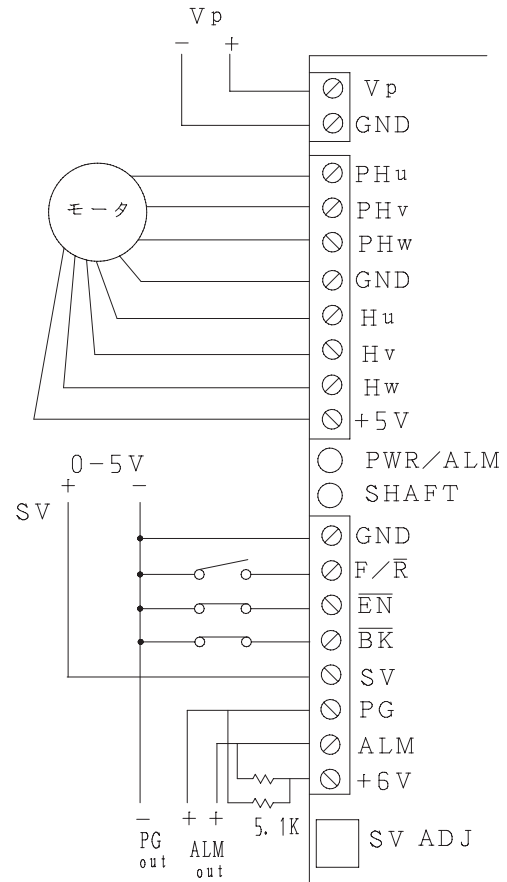 Vp
- +
Vp
GND
モータ
PHu
PHv
PHw
GND
Hu
Hv
Hw
+5V
PWR/ALM
SHAFT
0-5V
+ -
SV
GND
F/R̅
E̅N̅
B̅K̅
SV
PG
ALM
+6V
5.1K
- + +
PG out
ALM out
SV ADJ